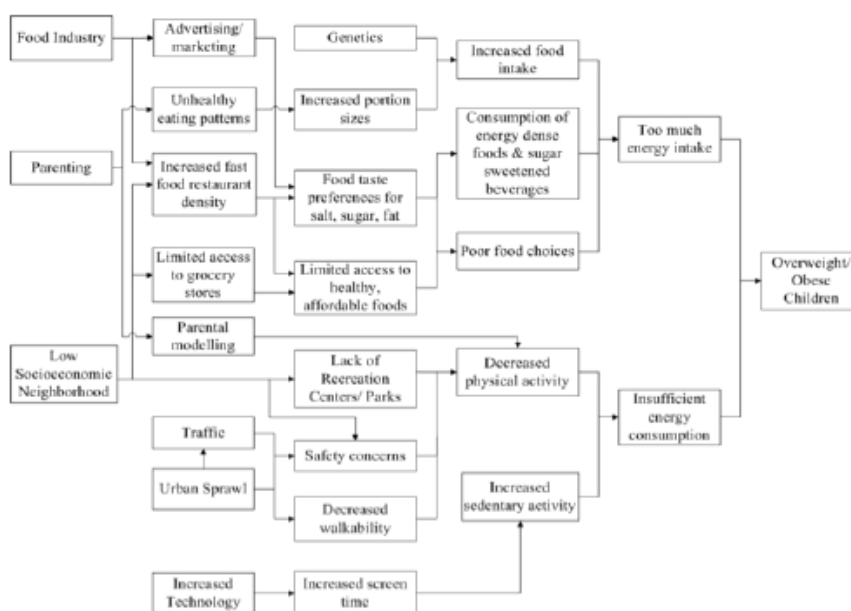 Food Industry
Advertising/
marketing
Genetics
Increased food
intake
Unhealthy
eating patterns
Increased portion
sizes
Consumption of
energy dense
foods & sugar
sweetened
beverages
Too much
energy intake
Parenting
Increased fast
food restaurant
density
Food taste
preferences for
salt, sugar, fat
Limited access
to grocery
stores
Limited access to
healthy,
affordable foods
Poor food choices
Overweight/
Obese
Children
Parental
modelling
Low
Socioeconomic
Neighborhood
Lack of
Recreation
Centers/ Parks
Decreased
physical activity
Insufficient
energy
consumption
Traffic
Safety concerns
Urban Sprawl
Decreased
walkability
Increased
sedentary activity
Increased
Technology
Increased screen
time